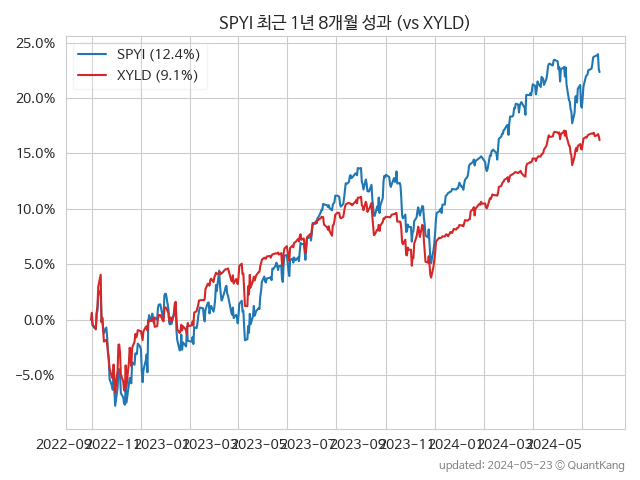 SPYI 최근 1년 8개월 성과 (vs XYLD)
25.0%
20.0%
15.0%
10.0%
5.0%
0.0%
−5.0%
SPYI (12.4%)
XYLD (9.1%)
2022-09 2022-11 2023-01 2023-03 2023-05 2023-07 2023-09 2023-11 2024-01 2024-03 2024-05
updated: 2024-05-23 © QuantKang